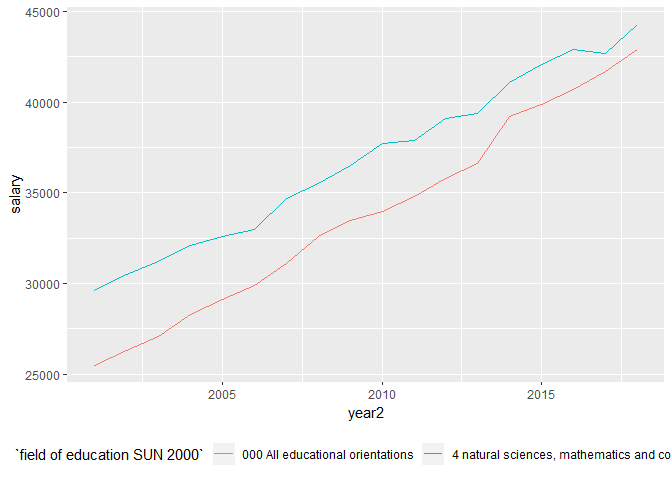 45000
40000
35000
30000
25000
salary
2005 2010 2015
year2
`field of education SUN 2000` 000 All educational orientations 4 natural sciences, mathematics and co